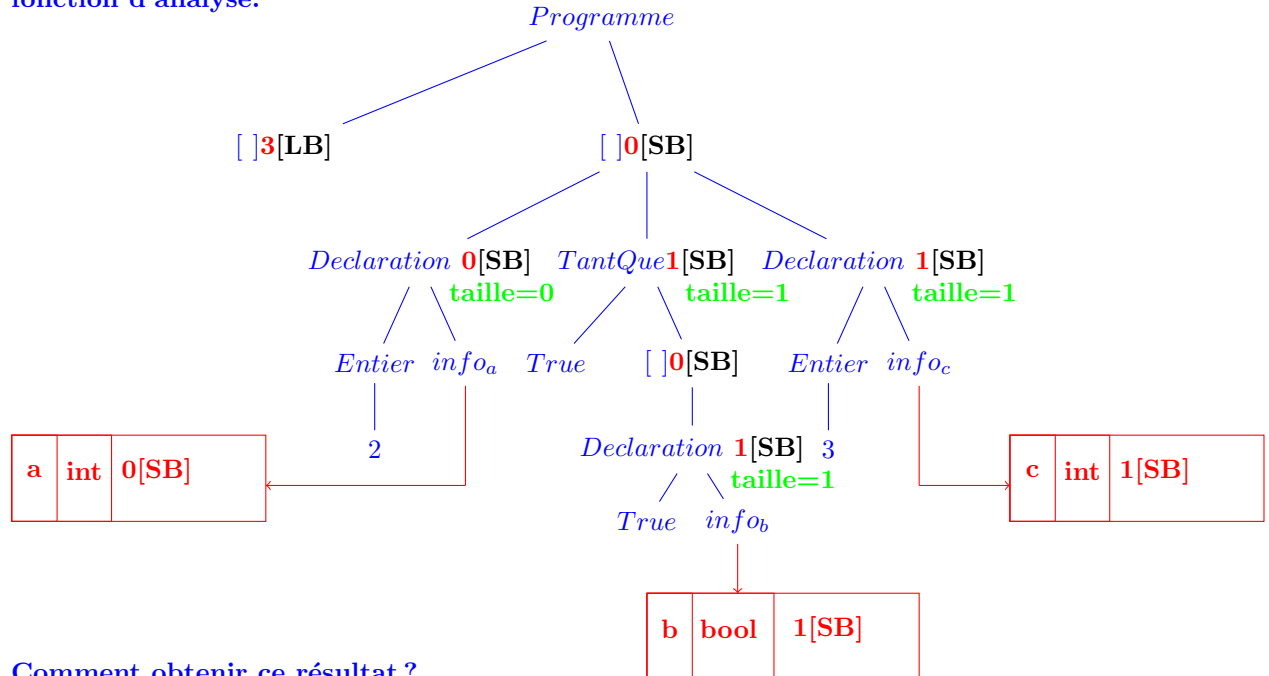 fonction d'analyse.
Programme
[ ]3[LB] [ ]0[SB]
Declaration 0[SB] TantQue1[SB] Declaration 1[SB]
taille=0 taille=1 taille=1
Entier info_a True [ ]0[SB] Entier info_c
2 Declaration 1[SB] 3
a int 0[SB] c int 1[SB]
taille=1
True info_b
b bool 1[SB]
Comment obtenir ce résultat ?